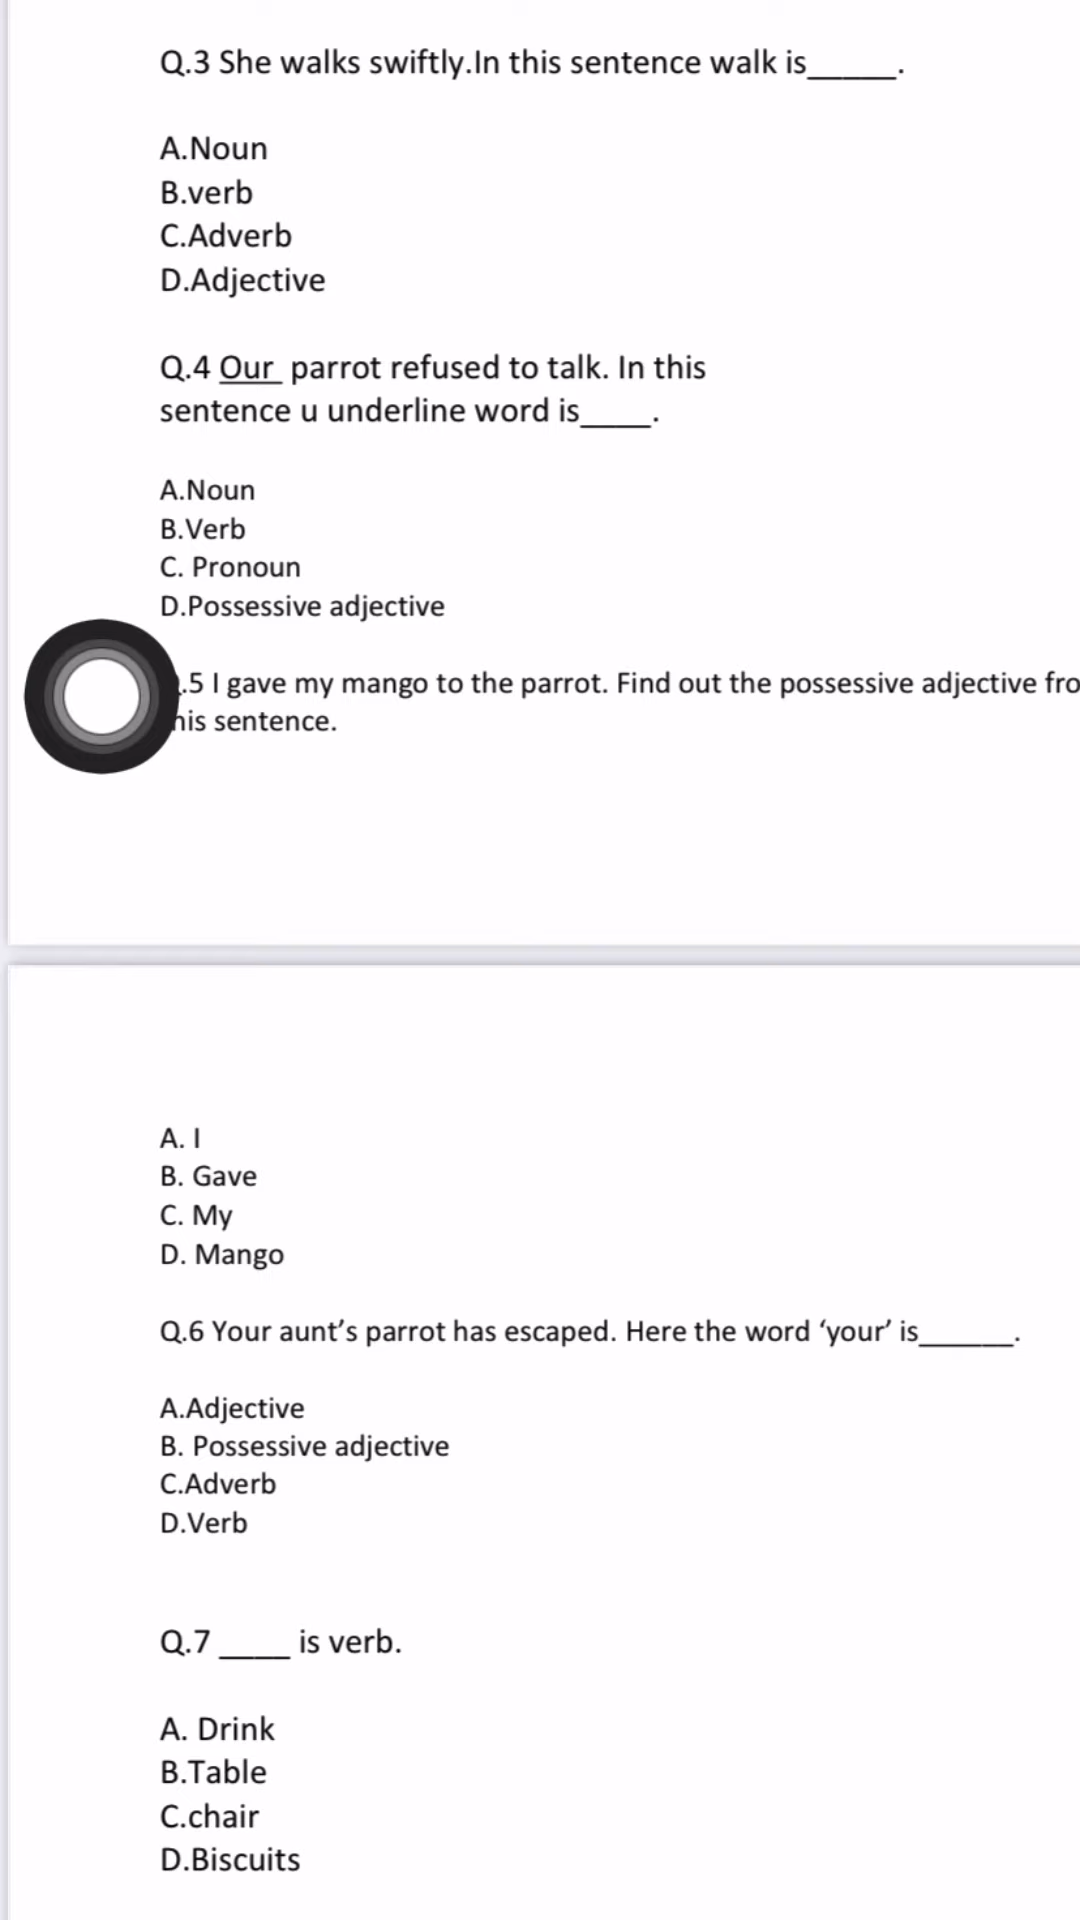 Q.3 She walks swiftly.In this sentence walk is_____.
A.Noun
B.verb
C.Adverb
D.Adjective
Q.4 Our parrot refused to talk. In this
sentence u underline word is____.
A.Noun
B.Verb
C. Pronoun
D.Possessive adjective
.5 I gave my mango to the parrot. Find out the possessive adjective fro
his sentence.
A. I
B. Gave
C. My
D. Mango
Q.6 Your aunt’s parrot has escaped. Here the word ‘your’ is______.
A.Adjective
B. Possessive adjective
C.Adverb
D.Verb
Q.7 ____ is verb.
A. Drink
B.Table
C.chair
D.Biscuits